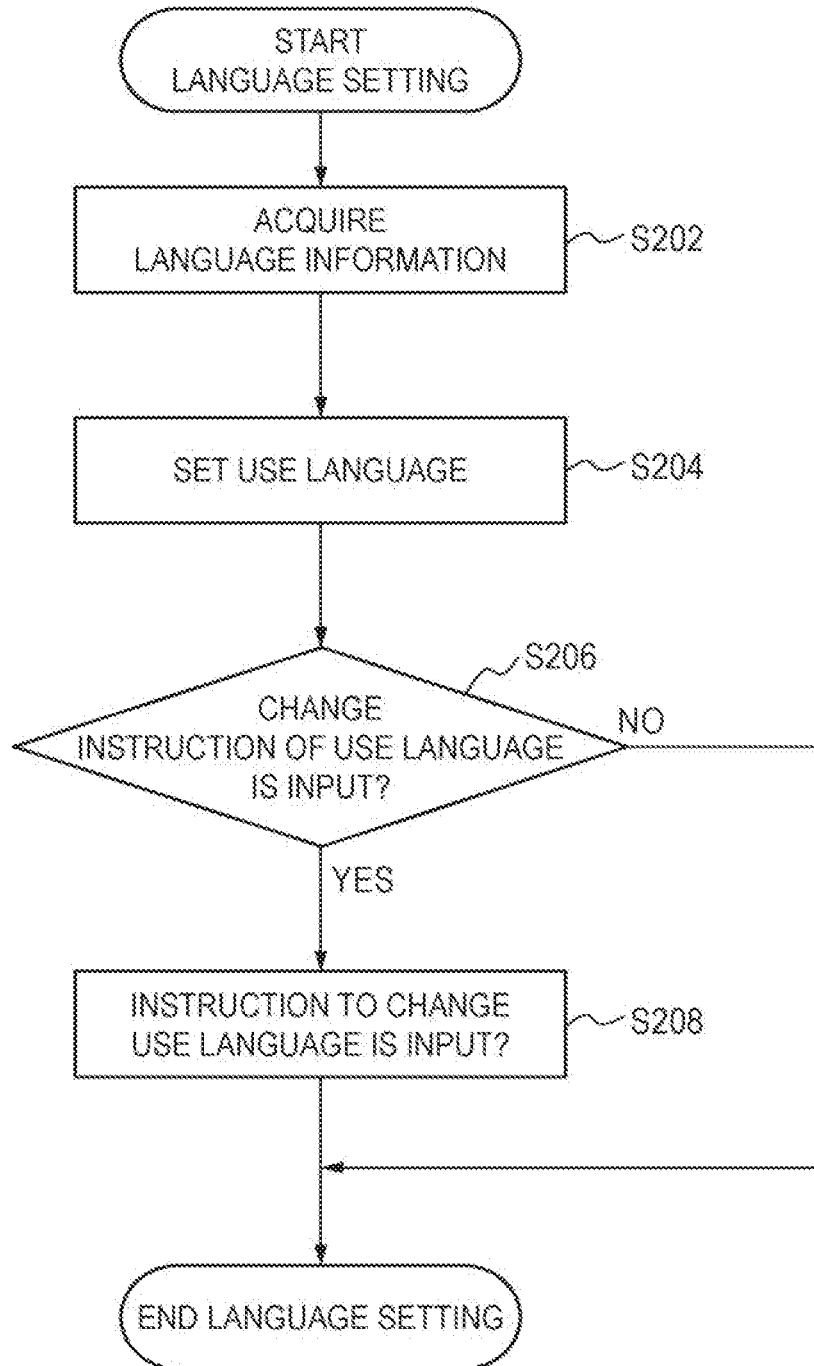 START
LANGUAGE SETTING
ACQUIRE
LANGUAGE INFORMATION
S202
SET USE LANGUAGE
S204
S206
CHANGE
INSTRUCTION OF USE LANGUAGE
IS INPUT?
NO
YES
INSTRUCTION TO CHANGE
USE LANGUAGE IS INPUT?
S208
END LANGUAGE SETTING